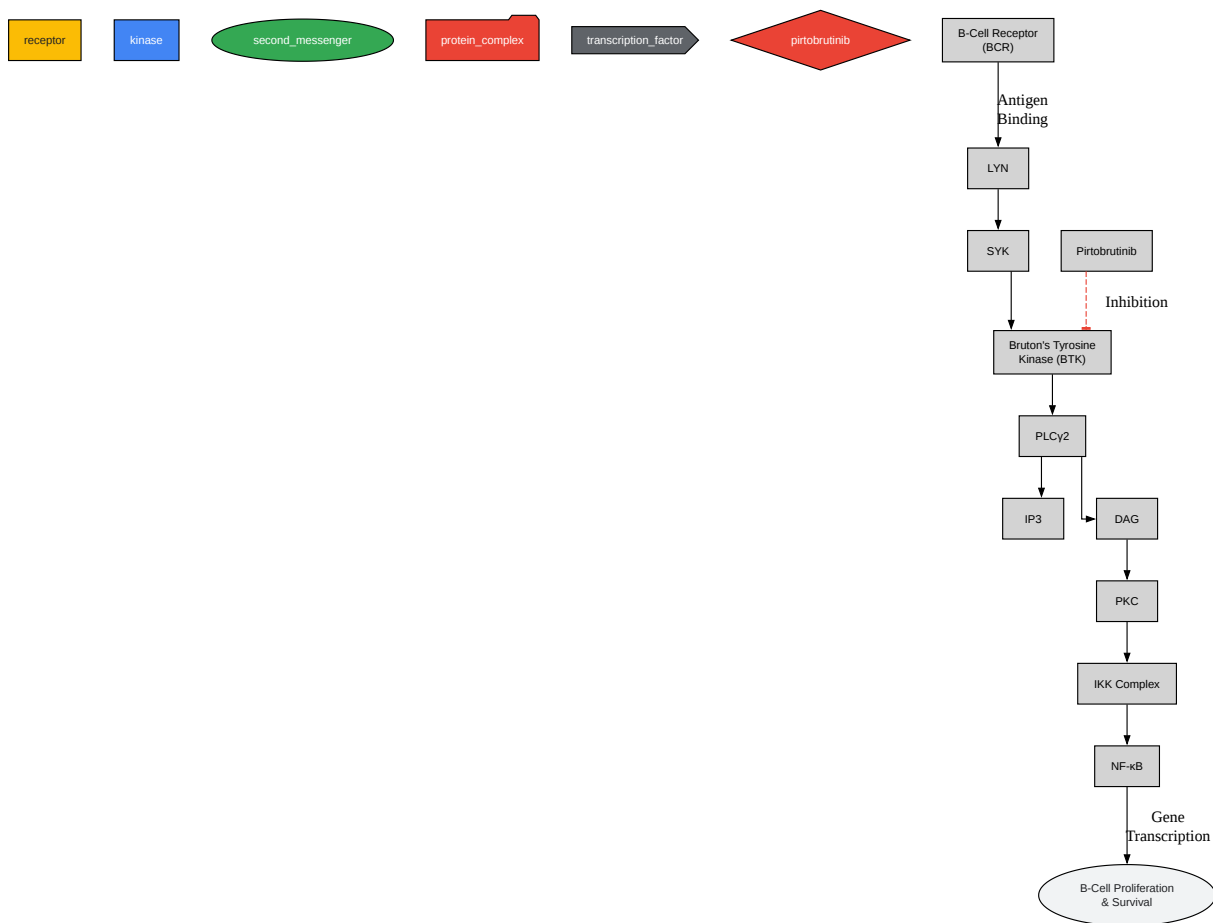 receptor
kinase
second_messenger
protein_complex
transcription_factor
pirtobrutinib
B-Cell Receptor
(BCR)
Antigen
Binding
LYN
SYK
Pirtobrutinib
Inhibition
Bruton's Tyrosine
Kinase (BTK)
PLCγ2
IP3
DAG
PKC
IKK Complex
NF-κB
Gene
Transcription
B-Cell Proliferation
& Survival